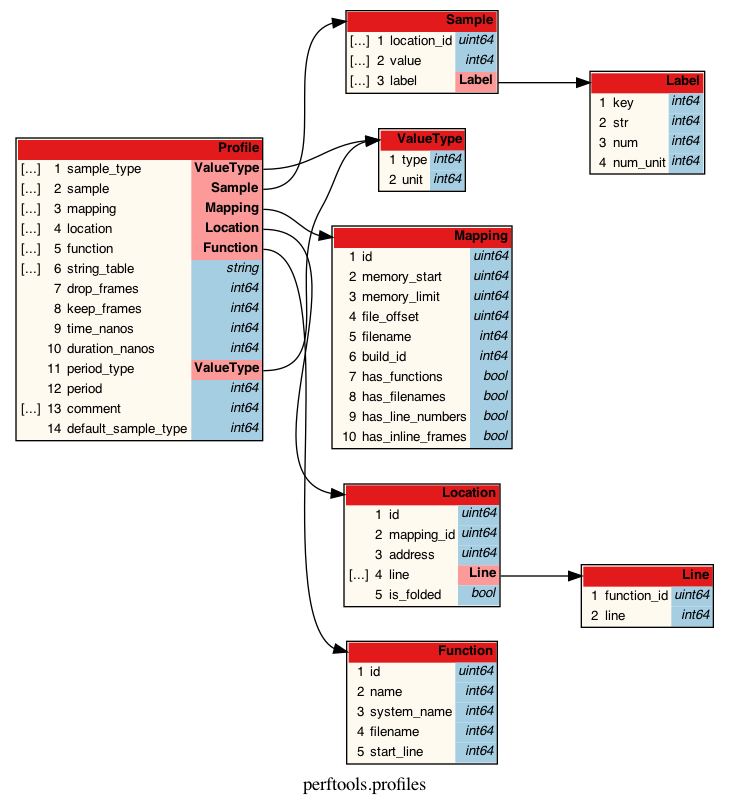 Sample
[...] 1 location_id uint64
[...] 2 value int64
[...] 3 label Label
Label
1 key int64
2 str int64
3 num int64
4 num_unit int64
ValueType
1 type int64
2 unit int64
Profile
[...] 1 sample_type ValueType
[...] 2 sample Sample
[...] 3 mapping Mapping
[...] 4 location Location
[...] 5 function Function
[...] 6 string_table string
7 drop_frames int64
8 keep_frames int64
9 time_nanos int64
10 duration_nanos int64
11 period_type ValueType
12 period int64
[...] 13 comment int64
14 default_sample_type int64
Mapping
1 id uint64
2 memory_start uint64
3 memory_limit uint64
4 file_offset uint64
5 filename int64
6 build_id int64
7 has_functions bool
8 has_filenames bool
9 has_line_numbers bool
10 has_inline_frames bool
Location
1 id uint64
2 mapping_id uint64
3 address uint64
[...] 4 line Line
5 is_folded bool
Line
1 function_id uint64
2 line int64
Function
1 id uint64
2 name int64
3 system_name int64
4 filename int64
5 start_line int64
perftools.profiles